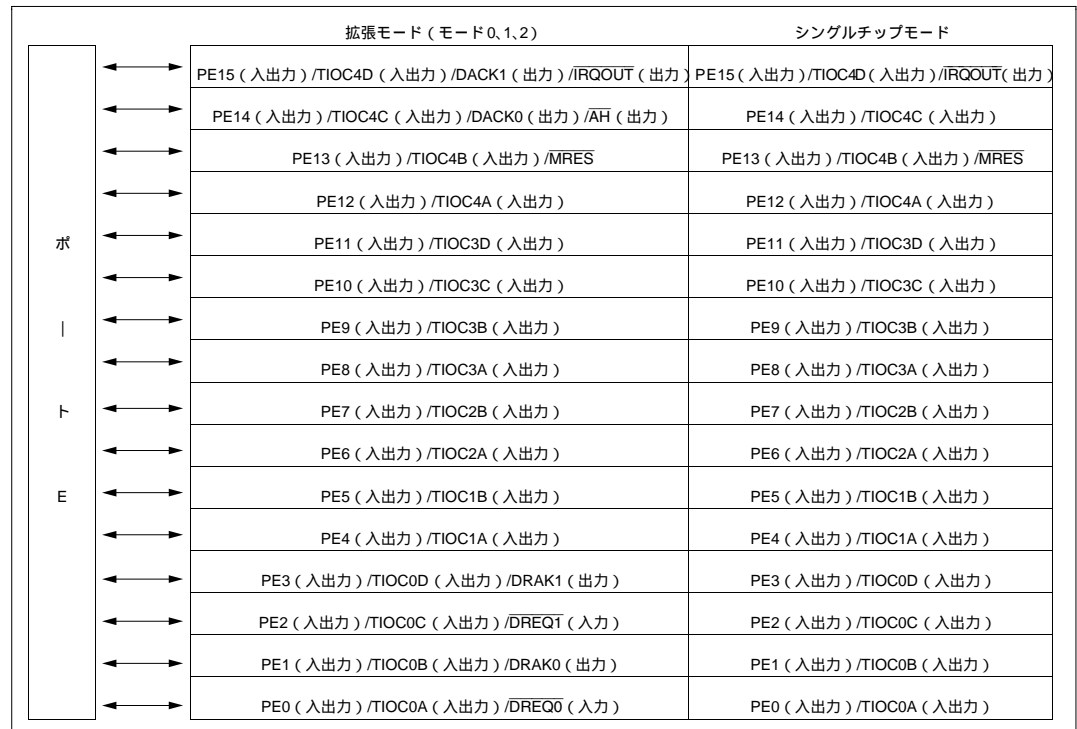 拡張モード（モード0､1､2） シングルチップモード
PE15（入出力）/TIOC4D（入出力）/DACK1（出力）/I̅R̅Q̅O̅U̅T̅（出力） PE15（入出力）/TIOC4D（入出力）/I̅R̅Q̅O̅U̅T̅（出力）
PE14（入出力）/TIOC4C（入出力）/DACK0（出力）/A̅H̅（出力） PE14（入出力）/TIOC4C（入出力）
PE13（入出力）/TIOC4B（入出力）/M̅R̅E̅S̅ PE13（入出力）/TIOC4B（入出力）/M̅R̅E̅S̅
PE12（入出力）/TIOC4A（入出力） PE12（入出力）/TIOC4A（入出力）
PE11（入出力）/TIOC3D（入出力） PE11（入出力）/TIOC3D（入出力）
PE10（入出力）/TIOC3C（入出力） PE10（入出力）/TIOC3C（入出力）
PE9（入出力）/TIOC3B（入出力） PE9（入出力）/TIOC3B（入出力）
PE8（入出力）/TIOC3A（入出力） PE8（入出力）/TIOC3A（入出力）
PE7（入出力）/TIOC2B（入出力） PE7（入出力）/TIOC2B（入出力）
PE6（入出力）/TIOC2A（入出力） PE6（入出力）/TIOC2A（入出力）
PE5（入出力）/TIOC1B（入出力） PE5（入出力）/TIOC1B（入出力）
PE4（入出力）/TIOC1A（入出力） PE4（入出力）/TIOC1A（入出力）
PE3（入出力）/TIOC0D（入出力）/DRAK1（出力） PE3（入出力）/TIOC0D（入出力）
PE2（入出力）/TIOC0C（入出力）/D̅R̅E̅Q̅1̅（入力） PE2（入出力）/TIOC0C（入出力）
PE1（入出力）/TIOC0B（入出力）/DRAK0（出力） PE1（入出力）/TIOC0B（入出力）
PE0（入出力）/TIOC0A（入出力）/D̅R̅E̅Q̅0̅（入力） PE0（入出力）/TIOC0A（入出力）
ポートE